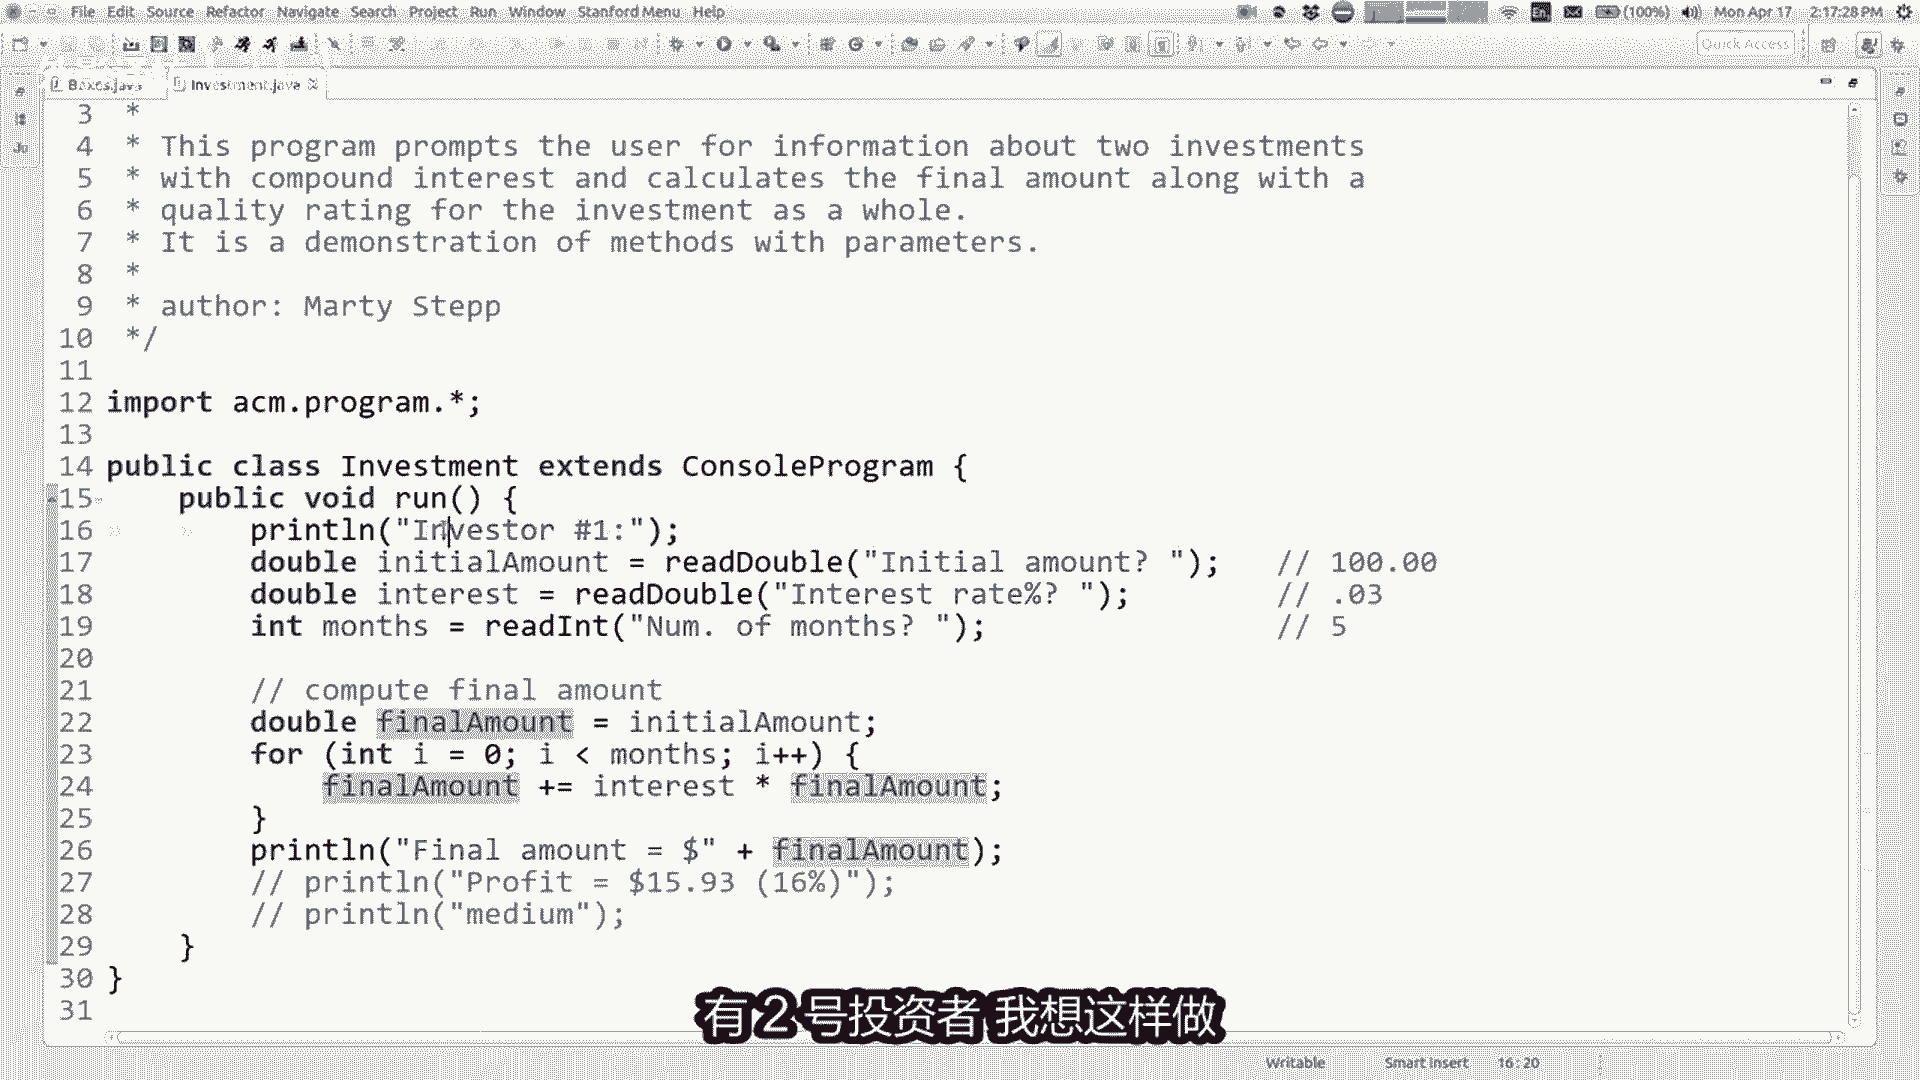 File Edit Source Refactor Navigate Search Project Run Window Stanford Menu Help (100%) Mon Apr 17 2:17:28 PM
Quick Access
Boxes.java Investment.java
3 *
4 * This program prompts the user for information about two investments
5 * with compound interest and calculates the final amount along with a
6 * quality rating for the investment as a whole.
7 * It is a demonstration of methods with parameters.
8 *
9 * author: Marty Stepp
10 */
11
12 import acm.program.*;
13
14 public class Investment extends ConsoleProgram {
15 public void run() {
16 println("Investor #1:");
17 double initialAmount = readDouble("Initial amount? "); // 100.00
18 double interest = readDouble("Interest rate%? "); // .03
19 int months = readInt("Num. of months? "); // 5
20
21 // compute final amount
22 double finalAmount = initialAmount;
23 for (int i = 0; i < months; i++) {
24 finalAmount += interest * finalAmount;
25 }
26 println("Final amount = $" + finalAmount);
27 // println("Profit = $15.93 (16%)");
28 // println("medium");
29 }
30 }
31
有2号投资者 我想这样做
Writable Smart Insert 16:20